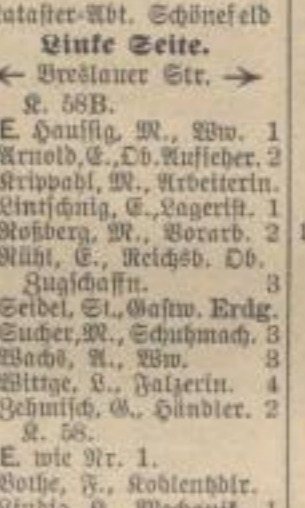 kataster-Abt. Schönefeld
Linke Seite.
← Breslauer Str. →
K. 58B.
E. Haussig, M., Ww. 1
Arnold, E., Ob. Aufseher. 2
Krippahl, M., Arbeiterin.
Lintschnig, E., Lagerist. 1
Roßberg, M., Vorarb. 2
Rühl, E., Reichsb. Ob.
Zugschaffn. 3
Seidel, St., Gastw. Erdg.
Sucher, M., Schuhmach. 3
Wachs, A., Ww. 3
Wittge, L., Falzerin. 4
Zehmisch, G., Händler. 2
K. 58.
E. wie Nr. 1.
Bothe, F., Kohlenhdlr.